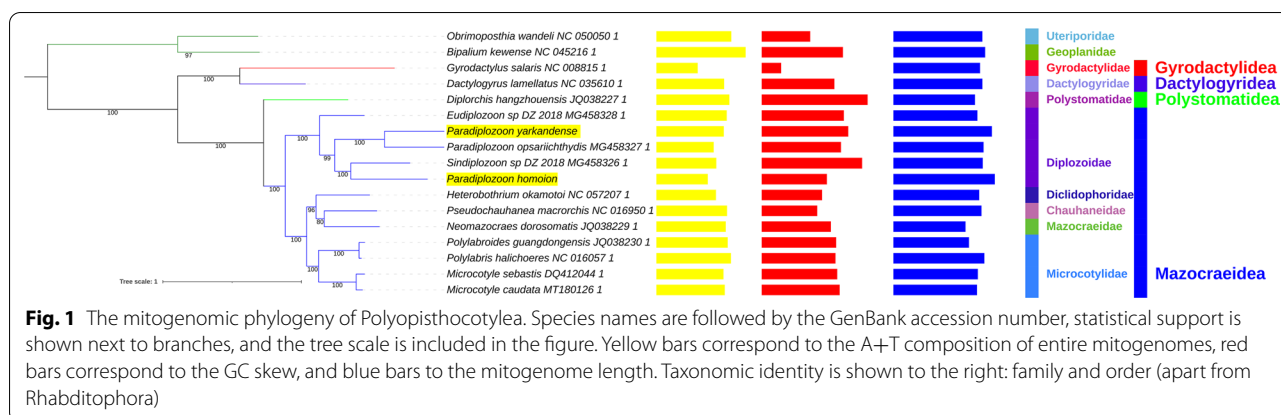 Obrimoposthia wandeli NC 050050 1 Uteriporidae
97
Bipalium kewense NC 045216 1 Geoplanidae
Gyrodactylus salaris NC 008815 1 Gyrodactylidae Gyrodactylidea
100
Dactylogyrus lamellatus NC 035610 1 Dactylogyridae Dactylogyridea
Diplorchis hangzhouensis JQ038227 1 Polystomatidae Polystomatidea
100
Eudiplozoon sp DZ 2018 MG458328 1
Paradiplozoon yarkandense
100
Paradiplozoon opsariichthydis MG458327 1
100
99
Sindiplozoon sp DZ 2018 MG458326 1 Diplozoidae
100
Paradiplozoon homoion
100
Heterobothrium okamotoi NC 057207 1 Diclidophoridae
96
Pseudochauhanea macrorchis NC 016950 1 Chauhaneidae
80
Neomazocraes dorosomatis JQ038229 1 Mazocraeidae
100
Polylabroides guangdongensis JQ038230 1
100
Polylabris halichoeres NC 016057 1
100
Microcotyle sebastis DQ412044 1 Microcotylidae Mazocraeidea
Tree scale: 1
100
Microcotyle caudata MT180126 1
Fig. 1 The mitogenomic phylogeny of Polyopisthocotylea. Species names are followed by the GenBank accession number, statistical support is
shown next to branches, and the tree scale is included in the figure. Yellow bars correspond to the A+T composition of entire mitogenomes, red
bars correspond to the GC skew, and blue bars to the mitogenome length. Taxonomic identity is shown to the right: family and order (apart from
Rhabditophora)